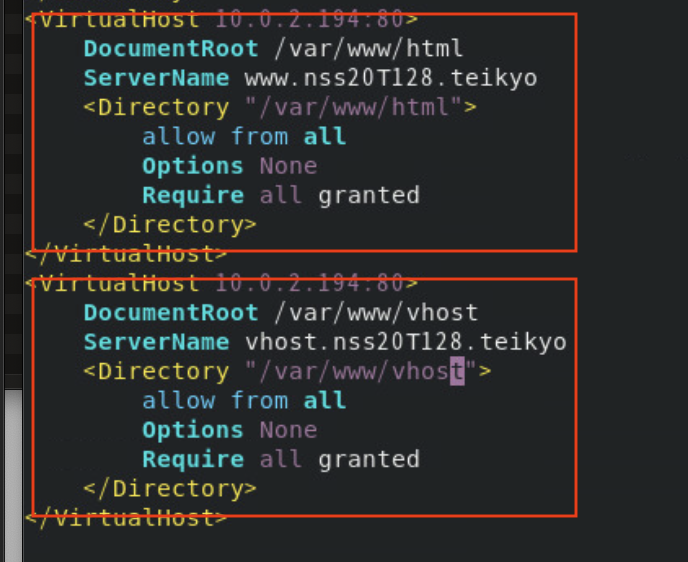 <VirtualHost 10.0.2.194:80>
DocumentRoot /var/www/html
ServerName www.nss20T128.teikyo
<Directory "/var/www/html">
allow from all
Options None
Require all granted
</Directory>
</VirtualHost>
<VirtualHost 10.0.2.194:80>
DocumentRoot /var/www/vhost
ServerName vhost.nss20T128.teikyo
<Directory "/var/www/vhost">
allow from all
Options None
Require all granted
</Directory>
</VirtualHost>